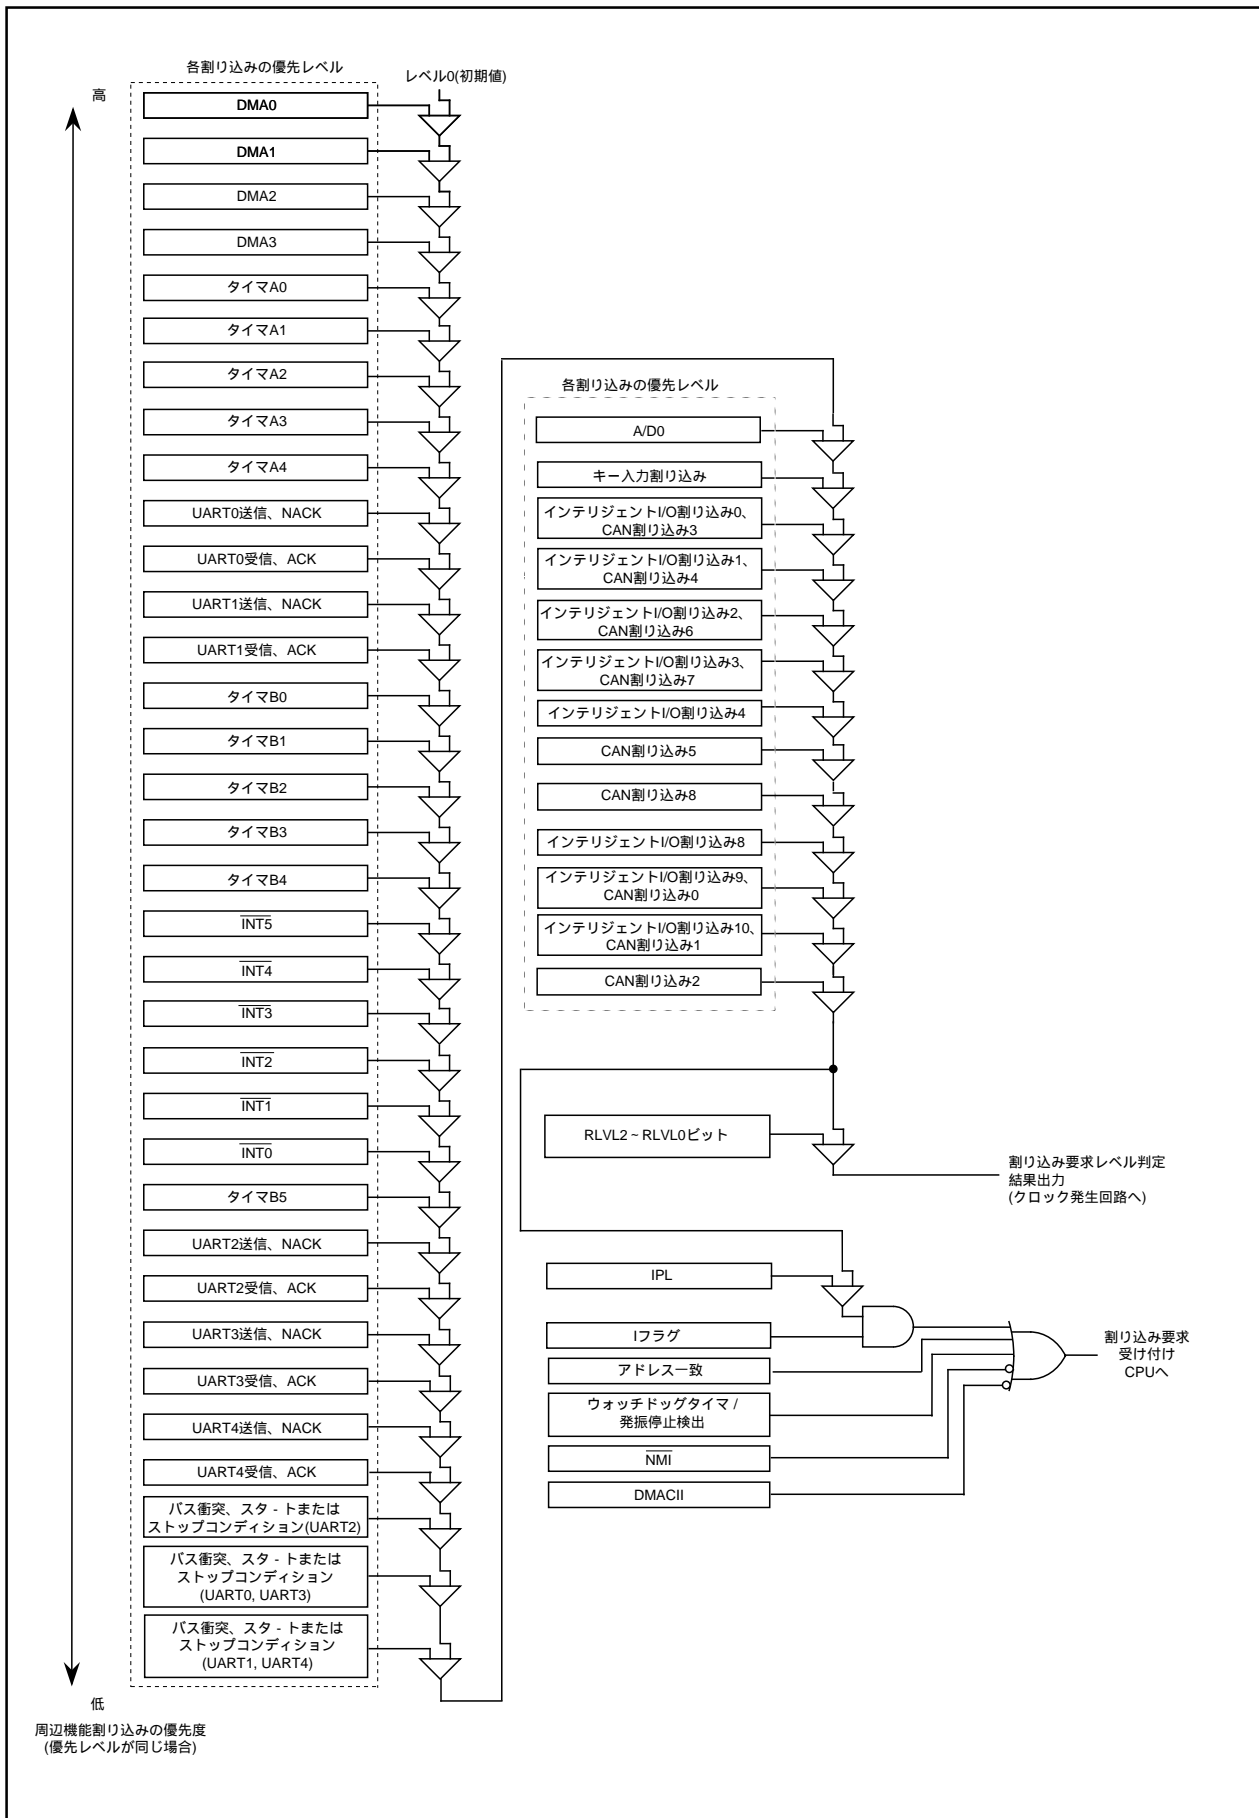 各割り込みの優先レベル
レベル0(初期値)
高
DMA0
DMA1
DMA2
DMA3
タイマA0
タイマA1
タイマA2
タイマA3
タイマA4
UART0送信、NACK
UART0受信、ACK
UART1送信、NACK
UART1受信、ACK
タイマB0
タイマB1
タイマB2
タイマB3
タイマB4
INT5
INT4
INT3
INT2
INT1
INT0
タイマB5
UART2送信、NACK
UART2受信、ACK
UART3送信、NACK
UART3受信、ACK
UART4送信、NACK
UART4受信、ACK
バス衝突、スタ - トまたは
ストップコンディション(UART2)
バス衝突、スタ - トまたは
ストップコンディション
(UART0, UART3)
バス衝突、スタ - トまたは
ストップコンディション
(UART1, UART4)
低
周辺機能割り込みの優先度
(優先レベルが同じ場合)
各割り込みの優先レベル
A/D0
キー入力割り込み
インテリジェントI/O割り込み0、
CAN割り込み3
インテリジェントI/O割り込み1、
CAN割り込み4
インテリジェントI/O割り込み2、
CAN割り込み6
インテリジェントI/O割り込み3、
CAN割り込み7
インテリジェントI/O割り込み4
CAN割り込み5
CAN割り込み8
インテリジェントI/O割り込み8
インテリジェントI/O割り込み9、
CAN割り込み0
インテリジェントI/O割り込み10、
CAN割り込み1
CAN割り込み2
RLVL2 ~ RLVL0ビット
割り込み要求レベル判定
結果出力
(クロック発生回路へ)
IPL
Iフラグ
アドレス一致
ウォッチドッグタイマ /
発振停止検出
NMI
DMACII
割り込み要求
受け付け
CPUへ